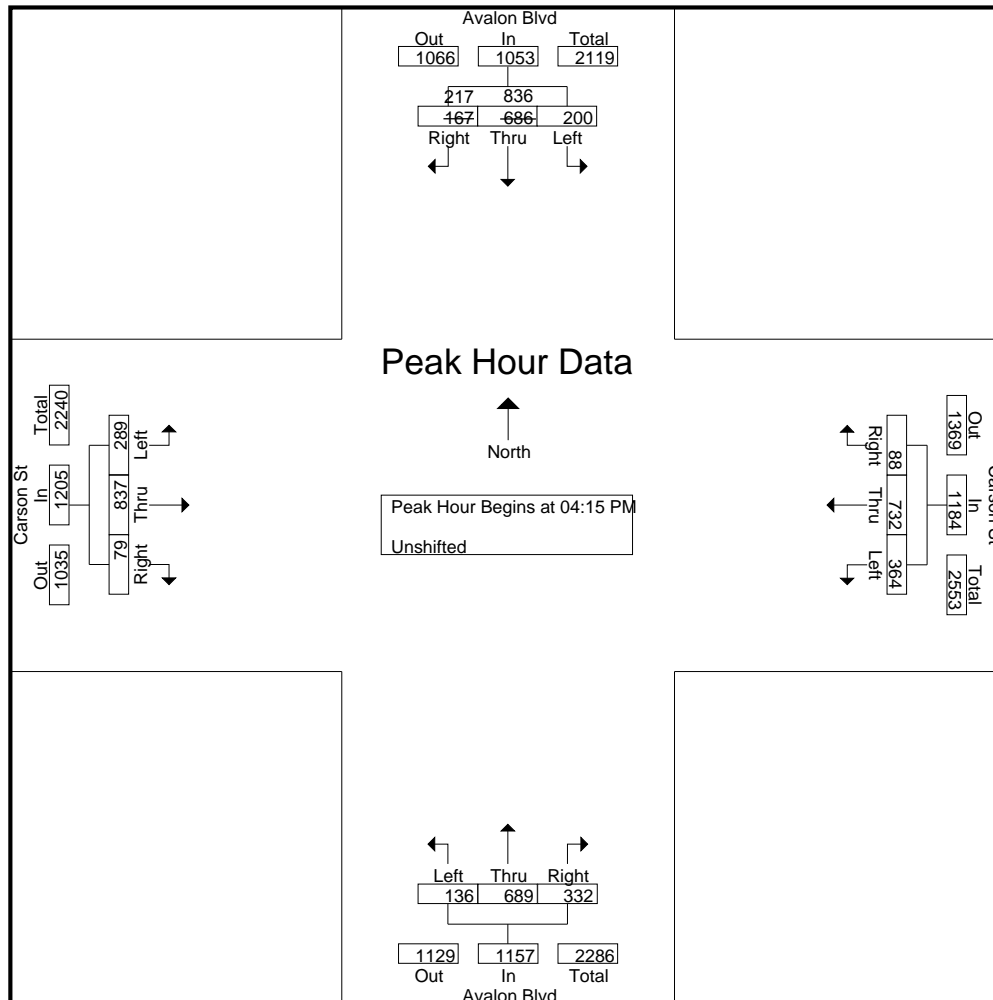 Avalon Blvd
Out In Total
1066 1053 2119
217 836
167 686 200
Right Thru Left
Peak Hour Data
North
Peak Hour Begins at 04:15 PM
Unshifted
Carson St
Total In Out
2240 1205 1035
289 837 79
Left Thru Right
Right Thru Left
88 732 364
1369 1184 2553
Out In Total
Carson St
Left Thru Right
136 689 332
1129 1157 2286
Out In Total
Avalon Blvd